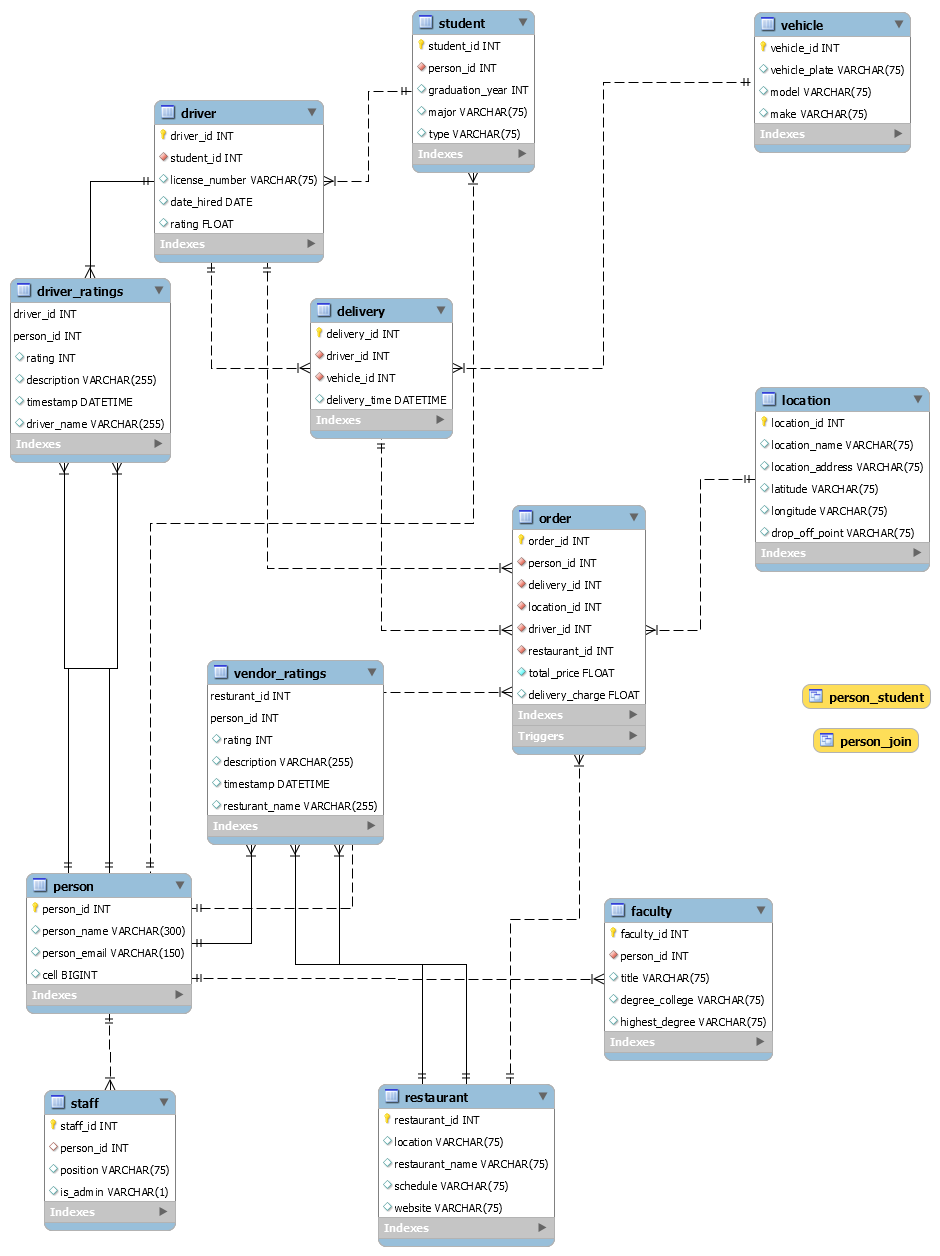 student
student_id INT
person_id INT
graduation_year INT
major VARCHAR(75)
type VARCHAR(75)
Indexes
vehicle
vehicle_id INT
vehicle_plate VARCHAR(75)
model VARCHAR(75)
make VARCHAR(75)
Indexes
driver
driver_id INT
student_id INT
license_number VARCHAR(75)
date_hired DATE
rating FLOAT
Indexes
driver_ratings
driver_id INT
person_id INT
rating INT
description VARCHAR(255)
timestamp DATETIME
driver_name VARCHAR(255)
Indexes
delivery
delivery_id INT
driver_id INT
vehicle_id INT
delivery_time DATETIME
Indexes
location
location_id INT
location_name VARCHAR(75)
location_address VARCHAR(75)
latitude VARCHAR(75)
longitude VARCHAR(75)
drop_off_point VARCHAR(75)
Indexes
order
order_id INT
person_id INT
delivery_id INT
location_id INT
driver_id INT
restaurant_id INT
total_price FLOAT
delivery_charge FLOAT
Indexes
Triggers
vendor_ratings
resturant_id INT
person_id INT
rating INT
description VARCHAR(255)
timestamp DATETIME
resturant_name VARCHAR(255)
Indexes
person_student
person_join
person
person_id INT
person_name VARCHAR(300)
person_email VARCHAR(150)
cell BIGINT
Indexes
faculty
faculty_id INT
person_id INT
title VARCHAR(75)
degree_college VARCHAR(75)
highest_degree VARCHAR(75)
Indexes
staff
staff_id INT
person_id INT
position VARCHAR(75)
is_admin VARCHAR(1)
Indexes
restaurant
restaurant_id INT
location VARCHAR(75)
restaurant_name VARCHAR(75)
schedule VARCHAR(75)
website VARCHAR(75)
Indexes